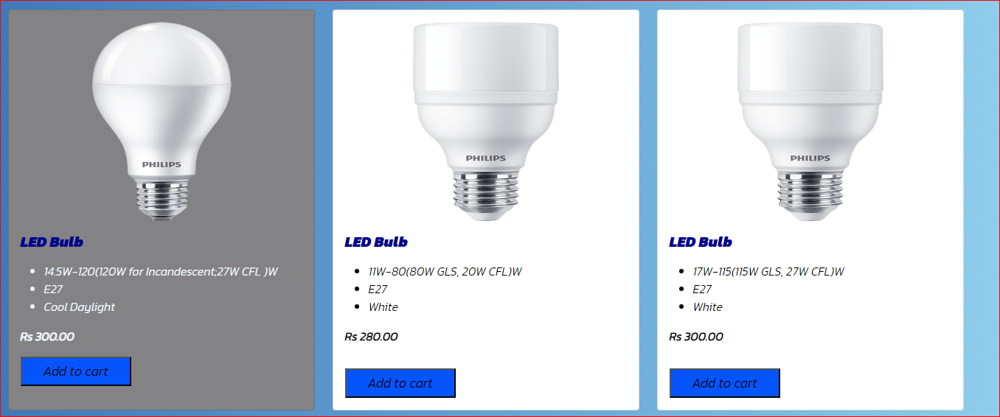 PHILIPS
LED Bulb
14.5W-120(120W for Incandescent;27W CFL )W
E27
Cool Daylight
Rs 300.00
Add to cart
PHILIPS
LED Bulb
11W-80(80W GLS, 20W CFL)W
E27
White
Rs 280.00
Add to cart
PHILIPS
LED Bulb
17W-115(115W GLS, 27W CFL)W
E27
White
Rs 300.00
Add to cart